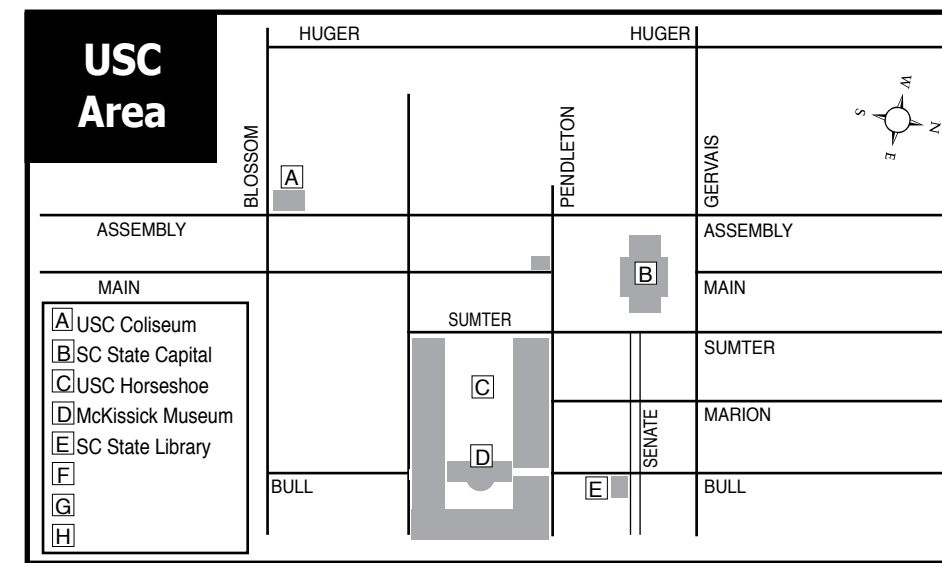 USC
Area
HUGER
HUGER
BLOSSOM
PENDLETON
GERVAIS
W
S
N
E
A
ASSEMBLY
ASSEMBLY
B
MAIN
MAIN
SUMTER
SUMTER
A USC Coliseum
B SC State Capital
C USC Horseshoe
D McKissick Museum
E SC State Library
F
G
H
C
MARION
SENATE
D
BULL
E
BULL